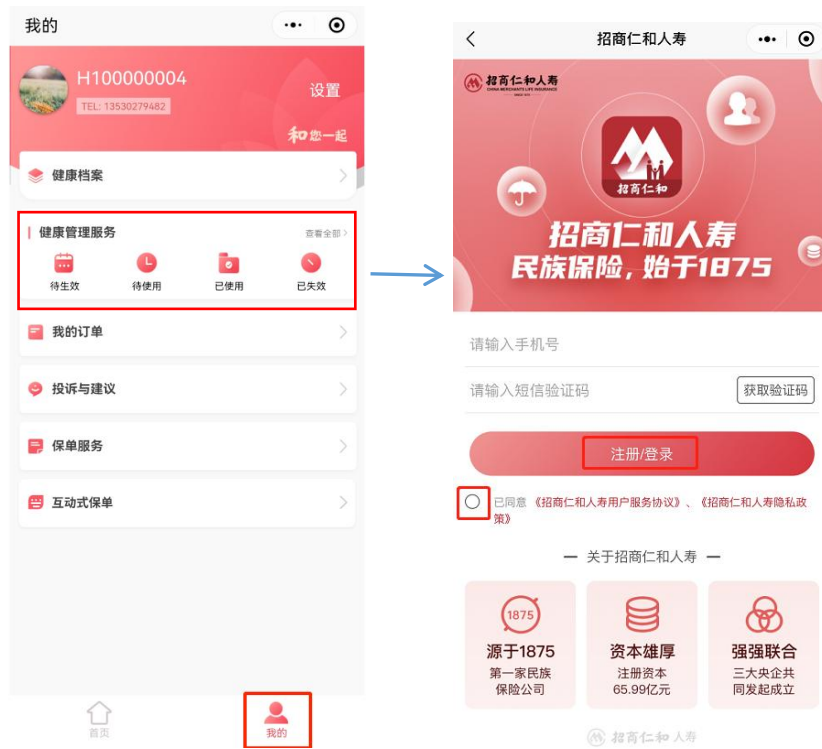 我的
H100000004
设置
TEL: 13530279482
和您一起
健康档案
健康管理服务
查看全部
待生效
待使用
已使用
已失效
我的订单
投诉与建议
保单服务
互动式保单
首页
我的
招商仁和人寿
招商仁和人寿
CHINA MERCHANTS LIFE INSURANCE
招商仁和
招商仁和人寿
民族保险,始于1875
请输入手机号
请输入短信验证码
获取验证码
注册/登录
已同意《招商仁和人寿用户服务协议》、《招商仁和人寿隐私政
策》
关于招商仁和人寿
1875
源于1875
第一家民族
保险公司
资本雄厚
注册资本
65.99亿元
强强联合
三大央企共
同发起成立
招商仁和人寿